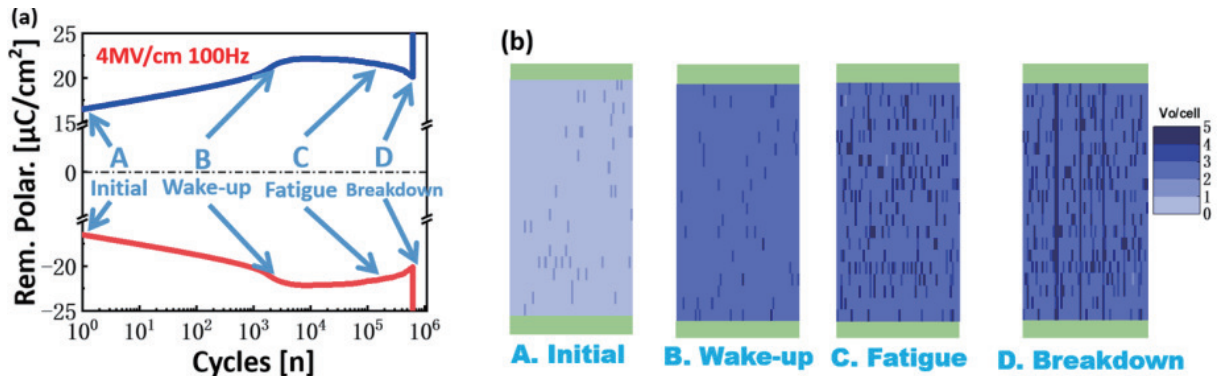 (a)
25
20
15
0
−20
−25
Rem. Polar. [µC/cm²]
4MV/cm 100Hz
A
B
C
D
Initial
Wake-up
Fatigue
Breakdown
10⁰
10¹
10²
10³
10⁴
10⁵
10⁶
Cycles [n]
(b)
Vo/cell
5
4
3
2
1
0
A. Initial
B. Wake-up
C. Fatigue
D. Breakdown